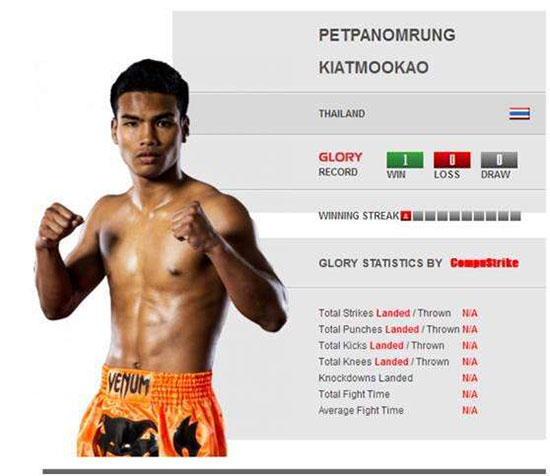 PETPANOMRUNG
KIATMOOKAO
THAILAND
GLORY 1 0 0
RECORD WIN LOSS DRAW
WINNING STREAK
GLORY STATISTICS BY CompuStrike
Total Strikes Landed / Thrown N/A
Total Punches Landed / Thrown N/A
Total Kicks Landed / Thrown N/A
Total Knees Landed / Thrown N/A
Knockdowns Landed N/A
Total Fight Time N/A
Average Fight Time N/A
VENUM